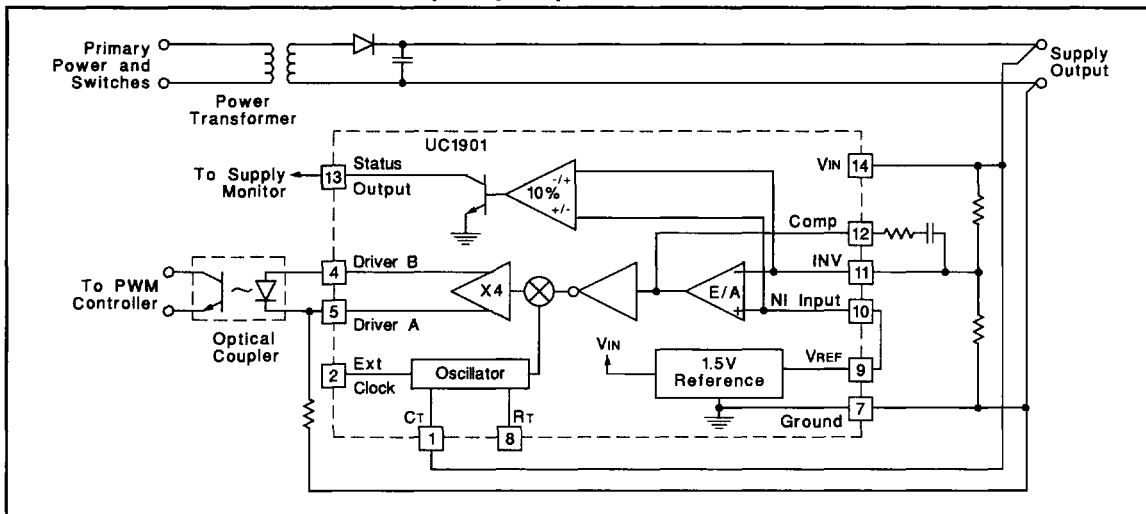 Primary
Power and
Switches
Power
Transformer
Supply
Output
UC1901
To Supply
Monitor
13
Status
Output
10%
-/+
+/-
VIN
14
Comp
12
INV
11
NI Input
10
VREF
9
Ground
7
To PWM
Controller
Optical
Coupler
4
Driver B
5
Driver A
X4
E/A
+
VIN
1.5V
Reference
2
Ext
Clock
Oscillator
CT
1
RT
8